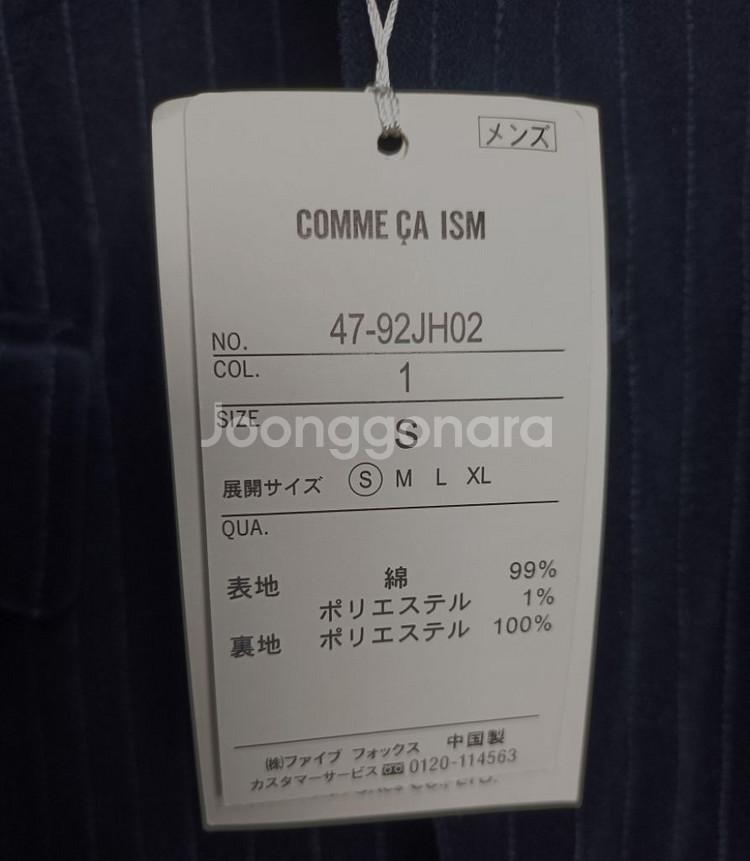 メンズ
COMME ÇA ISM
NO. 47-92JH02
COL. 1
SIZE S
Joonggonara
展開サイズ S M L XL
QUA.
表地 綿 99%
ポリエステル 1%
裏地 ポリエステル 100%
㈱ファイブ フォックス 中国製
カスタマーサービス 0120-114563